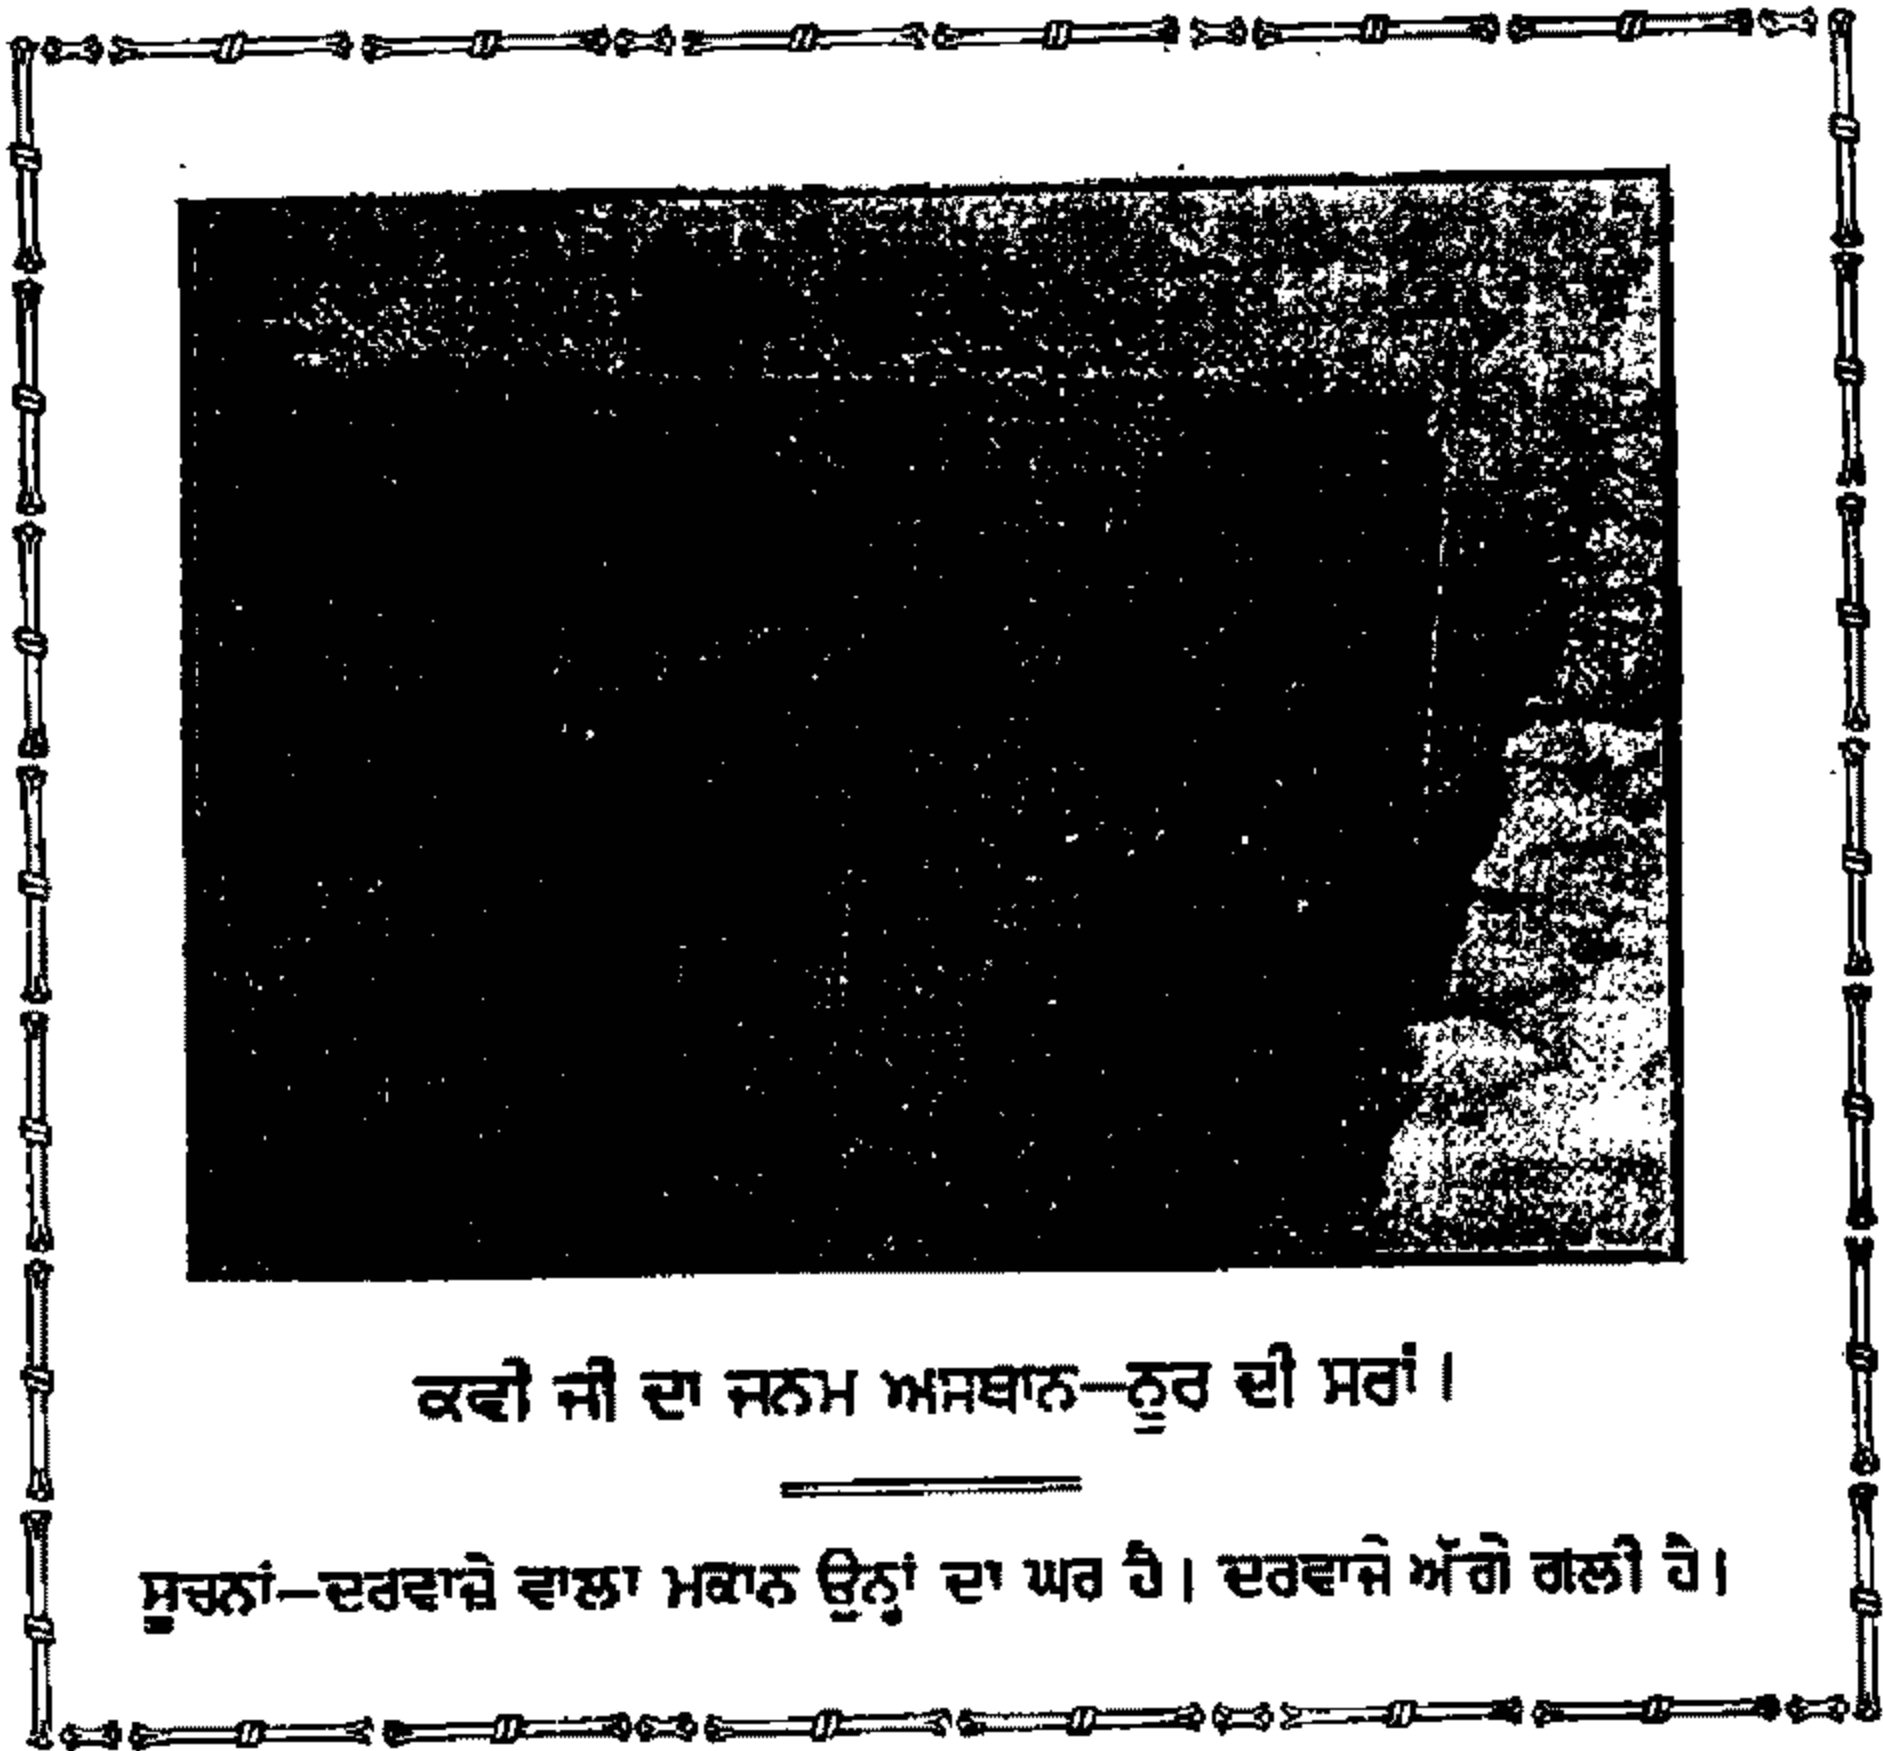 ਕਵੀ ਜੀ ਦਾ ਜਨਮ ਅਸਥਾਨ–ਨੂਰ ਦੀ ਸਰਾਂ।
ਸੂਚਨਾਂ–ਦਰਵਾਜ਼ੇ ਵਾਲਾ ਮਕਾਨ ਉਨ੍ਹਾਂ ਦਾ ਘਰ ਹੈ। ਦਰਵਾਜੇ ਅੱਗੇ ਗਲੀ ਹੈ।